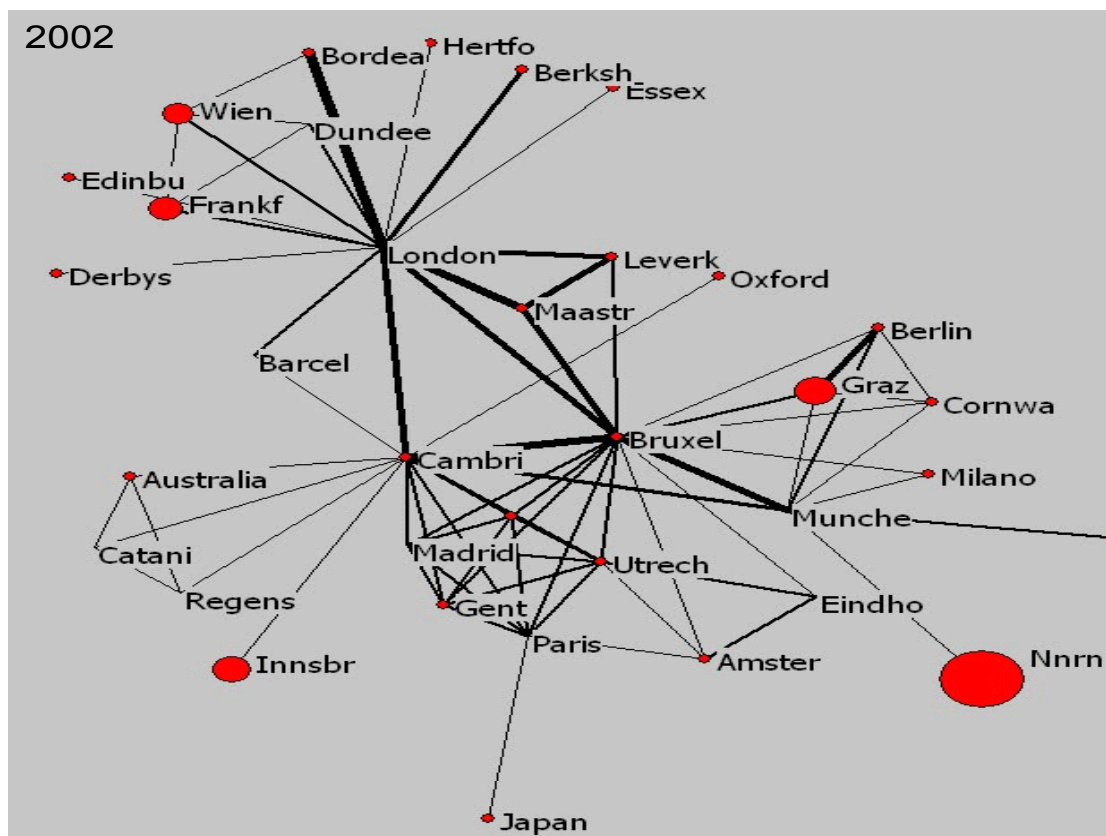 2002
Hertfo
Bordea
Berksh
Essex
Wien
Dundee
Edinbu
Frankf
London
Leverk
Derbys
Oxford
Maastr
Berlin
Barcel
Graz
Cornwa
Bruxel
Cambri
Australia
Milano
Munche
Madrid
Catani
Utrech
Regens
Gent
Eindho
Paris
Innsbr
Amster
Nnrn
Japan